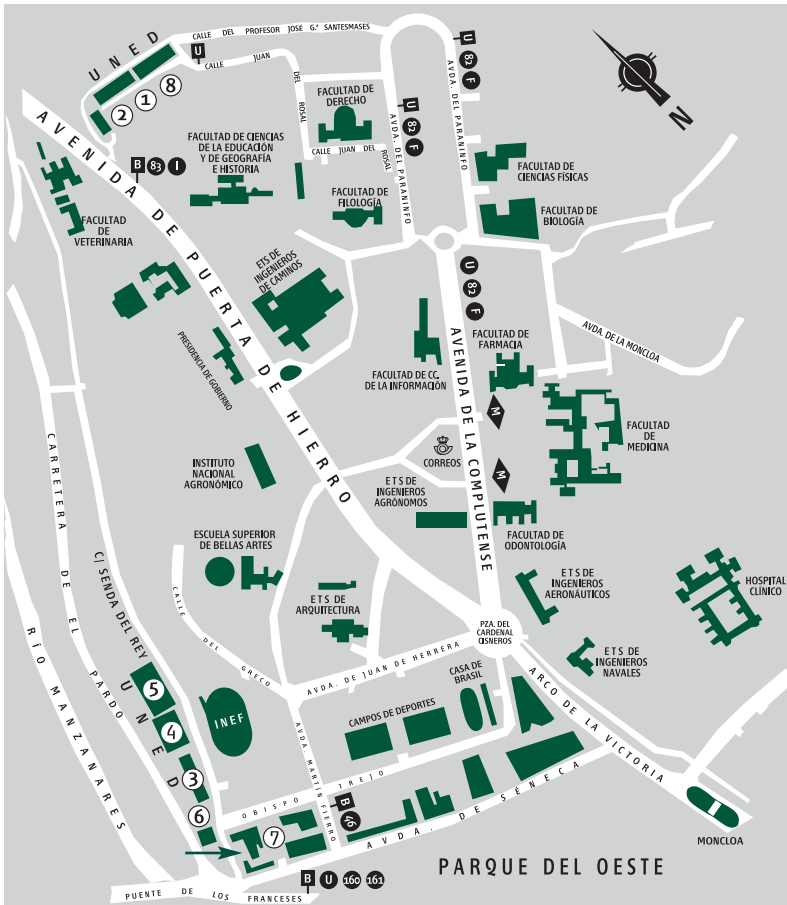 CALLE DEL PROFESOR JOSÉ G.ª SANTESMASES
UNED
U
CALLE JUAN
DEL ROSAL
2
1
8
U
82
F
AVDA. DEL PARANINFO
U
82
F
AVDA. DEL PARANINFO
N
FACULTAD DE
DERECHO
CALLE JUAN DEL
ROSAL
FACULTAD DE CIENCIAS
DE LA EDUCACIÓN
Y DE GEOGRAFÍA
E HISTORIA
B
83
I
AVENIDA DE PUERTA DE HIERRO
FACULTAD DE
CIENCIAS FÍSICAS
FACULTAD DE
FILOLOGÍA
FACULTAD DE
BIOLOGÍA
FACULTAD
DE
VETERINARIA
ETS DE
INGENIEROS
DE CAMINOS
U
82
F
AVENIDA DE LA COMPLUTENSE
FACULTAD DE
FARMACIA
AVDA. DE LA MONCLOA
PRESIDENCIA DE GOBIERNO
FACULTAD DE CC.
DE LA INFORMACIÓN
M
FACULTAD
DE
MEDICINA
CORREOS
M
INSTITUTO
NACIONAL
AGRONÓMICO
ETS DE
INGENIEROS
AGRÓNOMOS
FACULTAD DE
ODONTOLOGÍA
CARRETERA DE EL PARDO
ESCUELA SUPERIOR
DE BELLAS ARTES
ETS DE
INGENIEROS
AERONÁUTICOS
HOSPITAL
CLÍNICO
CALLE DEL GRECO
ETS DE
ARQUITECTURA
PZA. DEL
CARDENAL
CISNEROS
ETS DE
INGENIEROS
NAVALES
C/ SENDA DEL REY
RÍO MANZANARES
AVDA. DE JUAN DE HERRERA
CASA DE
BRASIL
ARCO DE LA VICTORIA
UNED
5
4
3
6
INEF
CAMPOS DE DEPORTES
AVDA. MARTÍN FIERRO
OBISPO TREJO
B
46
7
AVDA. DE SÉNECA
MONCLOA
PARQUE DEL OESTE
B
U
160
161
PUENTE DE LOS FRANCESES